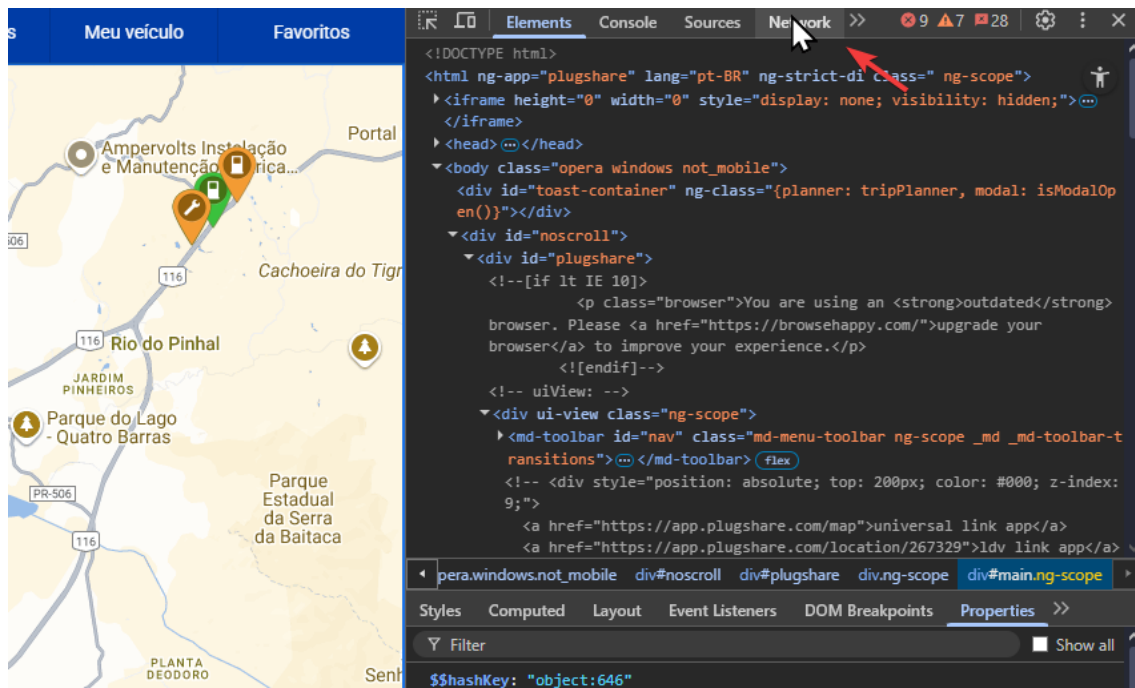 s
Meu veículo
Favoritos
Ampervolts Instalação
e Manutenção
rica...
Portal
506
Cachoeira do Tigr
116
116
Rio do Pinhal
JARDIM
PINHEIROS
Parque do Lago
- Quatro Barras
PR-506
Parque
Estadual
da Serra
da Baitaca
116
PLANTA
DEODORO
Senh
Elements Console Sources Network 9 7 28
<!DOCTYPE html>
<html ng-app="plugshare" lang="pt-BR" ng-strict-di class=" ng-scope">
<iframe height="0" width="0" style="display: none; visibility: hidden;">
</iframe>
<head> </head>
<body class="opera windows not_mobile">
<div id="toast-container" ng-class="{planner: tripPlanner, modal: isModalOp
en()}"></div>
<div id="noscroll">
<div id="plugshare">
<!--[if lt IE 10]>
<p class="browser">You are using an <strong>outdated</strong>
browser. Please <a href="https://browsehappy.com/">upgrade your
browser</a> to improve your experience.</p>
<![endif]-->
<!-- uiView: -->
<div ui-view class="ng-scope">
<md-toolbar id="nav" class="md-menu-toolbar ng-scope _md _md-toolbar-t
ransitions"> </md-toolbar> flex
<!-- <div style="position: absolute; top: 200px; color: #000; z-index:
9;">
<a href="https://app.plugshare.com/map">universal link app</a>
<a href="https://app.plugshare.com/location/267329">ldv link app</a>
pera.windows.not_mobile div#noscroll div#plugshare div.ng-scope div#main.ng-scope
Styles Computed Layout Event Listeners DOM Breakpoints Properties
Filter Show all
$$hashKey: "object:646"